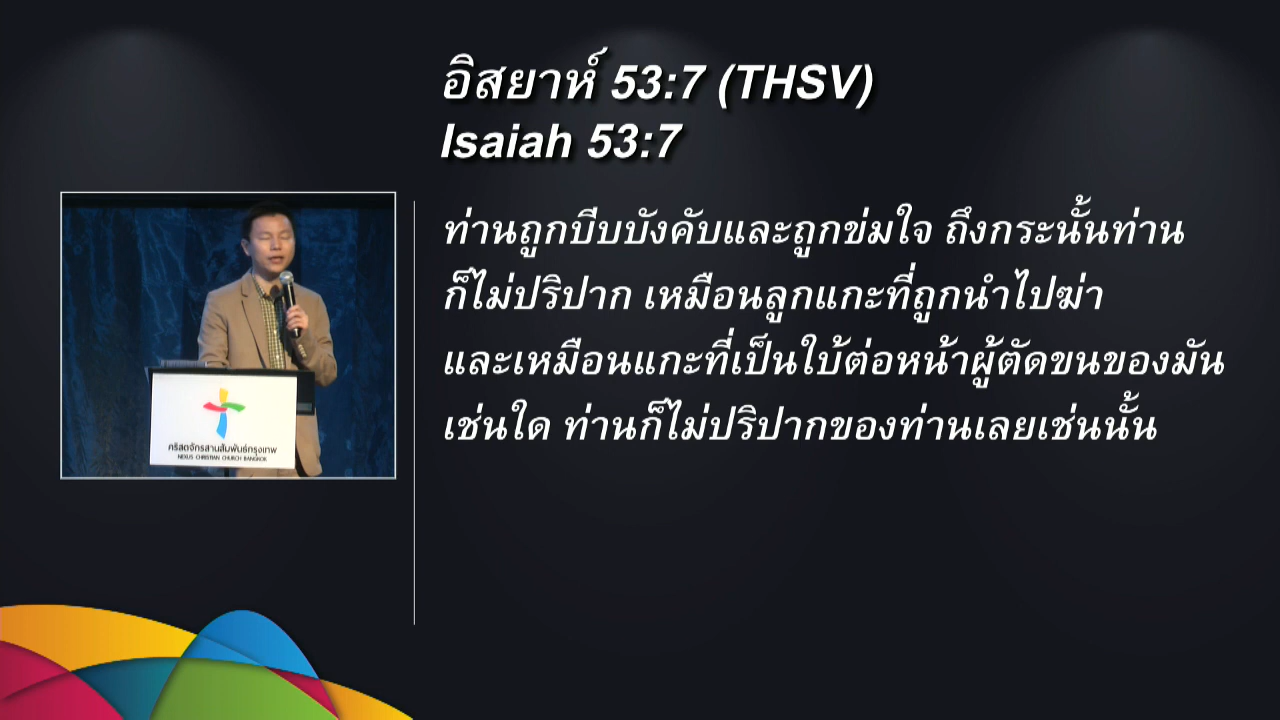 อิสยาห์ 53:7 (THSV)
Isaiah 53:7
ท่านถูกบีบบังคับและถูกข่มใจ ถึงกระนั้นท่าน
ก็ไม่ปริปาก เหมือนลูกแกะที่ถูกนำไปฆ่า
และเหมือนแกะที่เป็นใบ้ต่อหน้าผู้ตัดขนของมัน
เช่นใด ท่านก็ไม่ปริปากของท่านเลยเช่นนั้น
คริสตจักรสานสัมพันธ์กรุงเทพ
NEXUS CHRISTIAN CHURCH BANGKOK